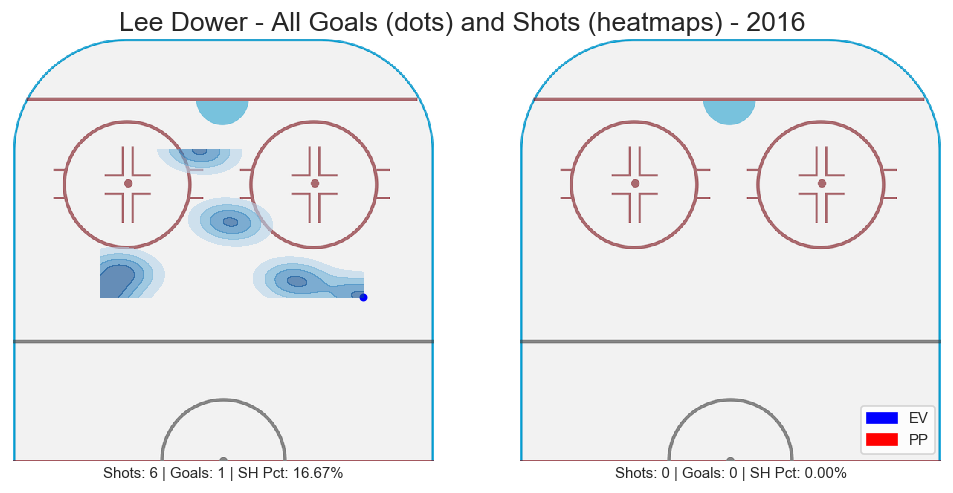 Lee Dower - All Goals (dots) and Shots (heatmaps) - 2016
EV
PP
Shots: 6 | Goals: 1 | SH Pct: 16.67%
Shots: 0 | Goals: 0 | SH Pct: 0.00%